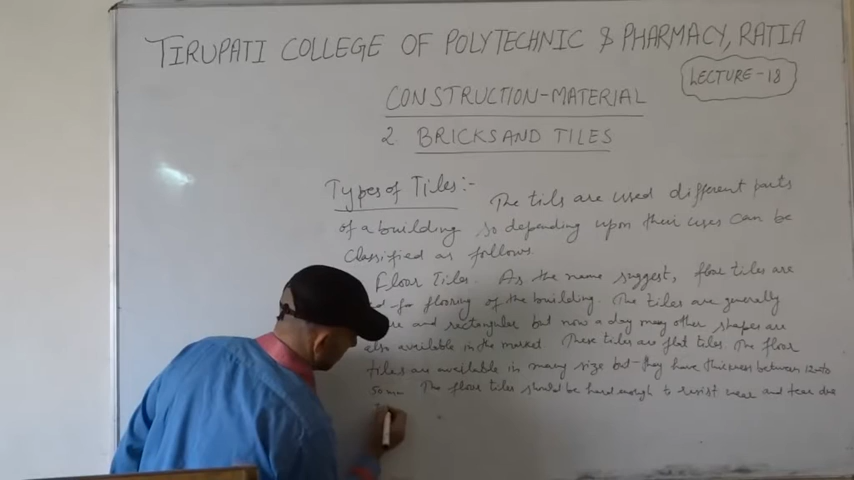 TIRUPATI COLLEGE OF POLYTECHNIC & PHARMACY, RATIA
LECTURE-18
CONSTRUCTION-MATERIAL
2 BRICKS AND TILES
Types of Tiles:- The tils are used different parts
of a building so depending upon their uses can be
classified as follows.
Floor Tiles. As the name suggest, floor tiles are
for flooring of the building. The tiles are generally
and rectangular but now a day many other shapes are
also available in the market These tiles are flat tiles. The floor
tiles are available in many size but they have thickness between 12 to
50mm The floor tiles should be hard enough to resist wear and tear due